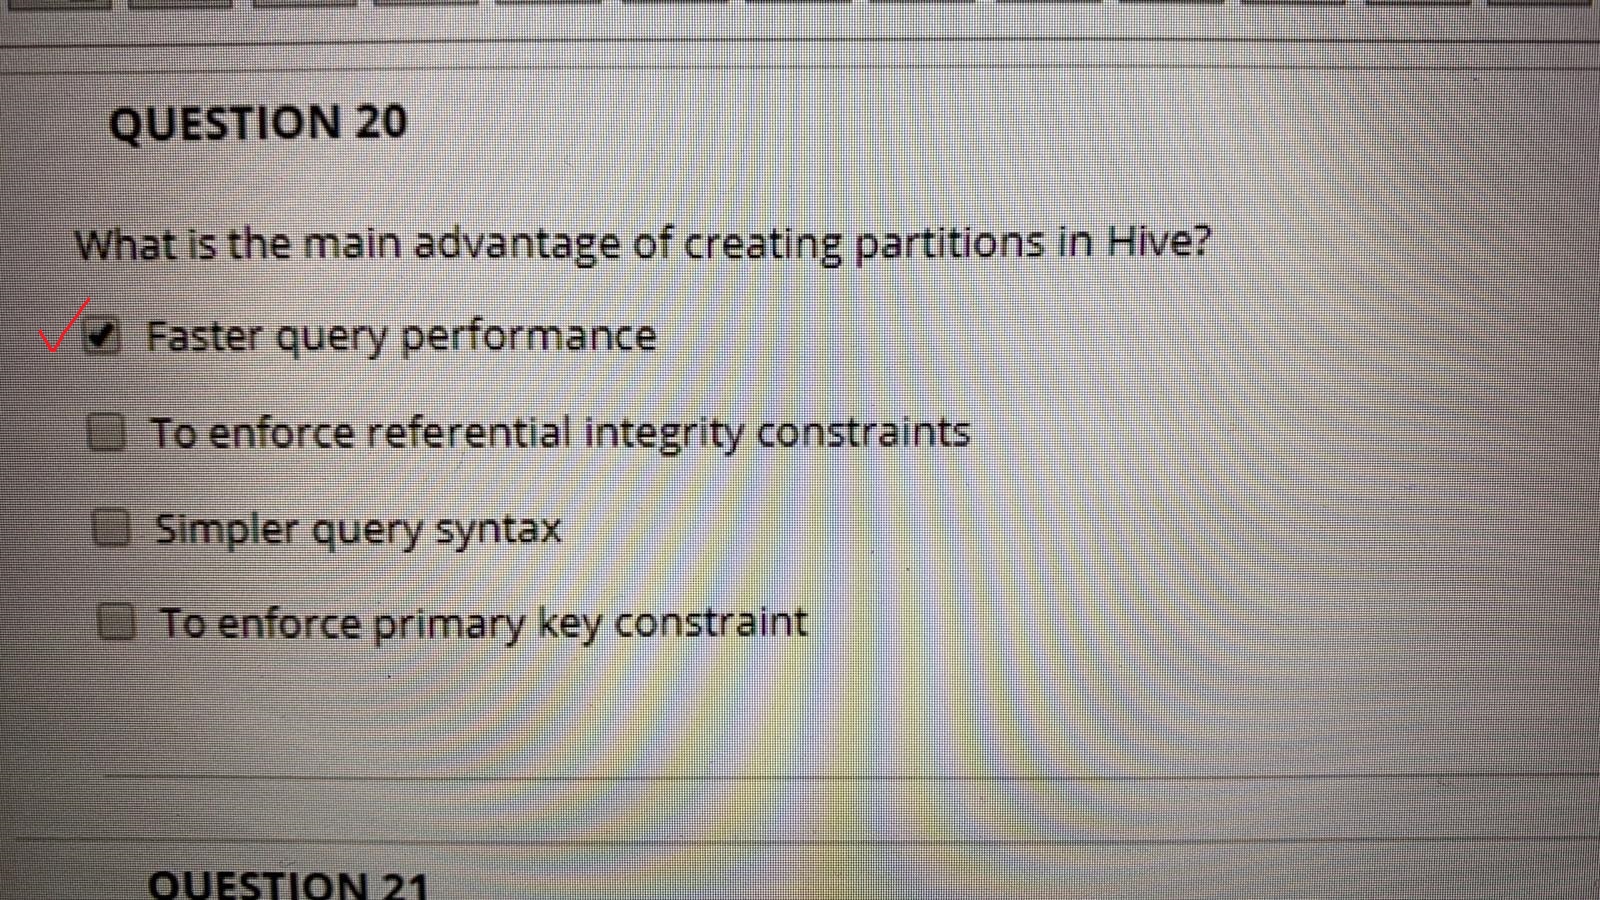 QUESTION 20
What is the main advantage of creating partitions in Hive?
Faster query performance
To enforce referential integrity constraints
Simpler query syntax
To enforce primary key constraint
QUESTION 21